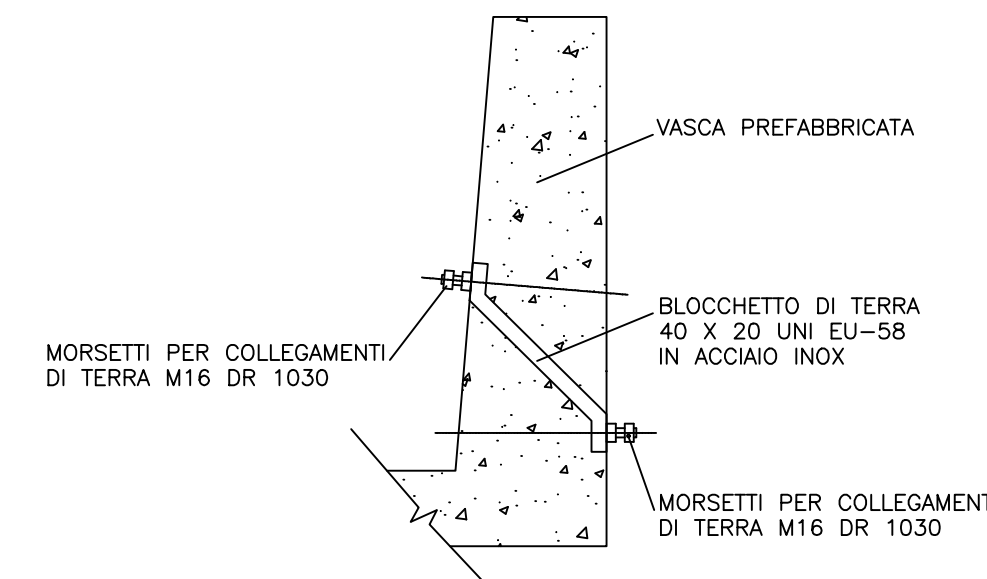 VASCA PREFABBRICATA
BLOCCHETTO DI TERRA
40 X 20 UNI EU-58
IN ACCIAIO INOX
MORSETTI PER COLLEGAMENTI
DI TERRA M16 DR 1030
MORSETTI PER COLLEGAMENT
DI TERRA M16 DR 1030